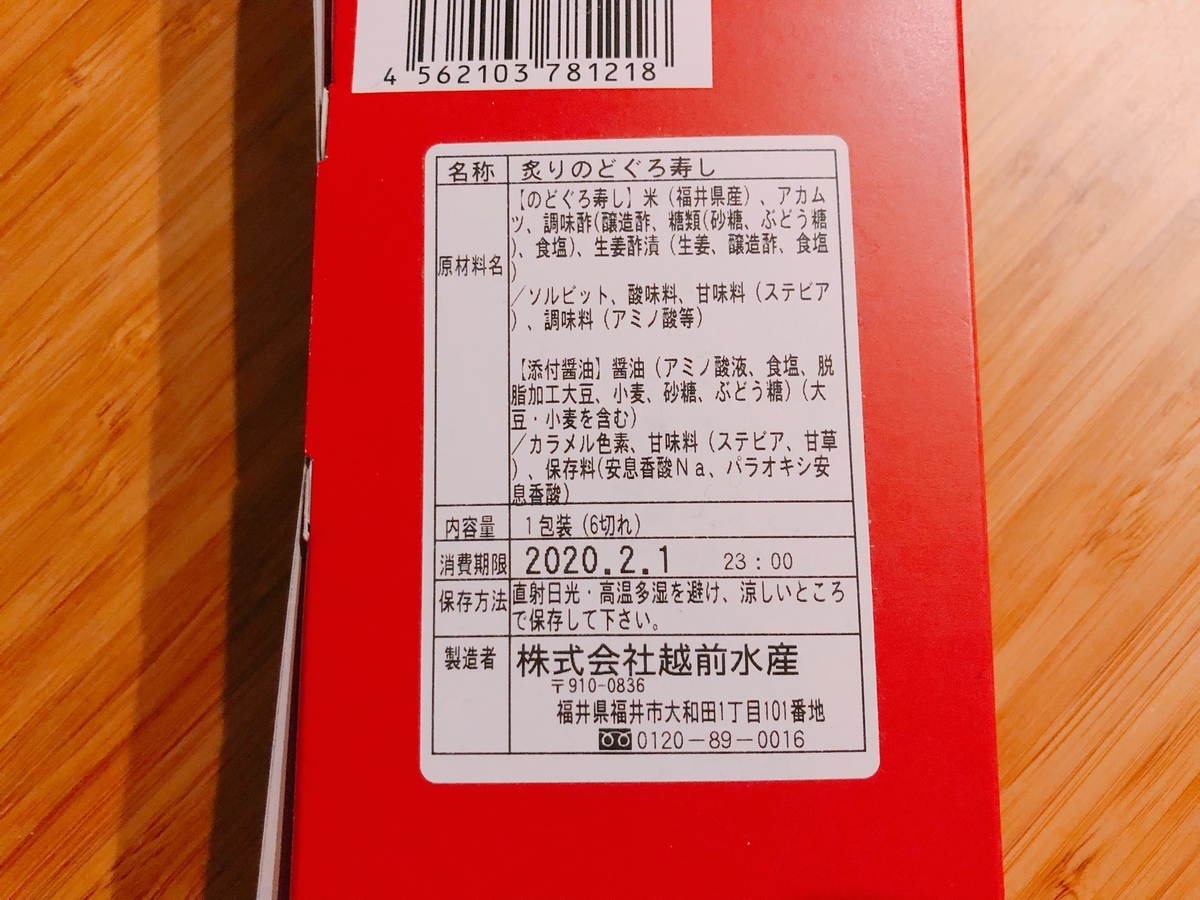 4 562103 781218
名称 炙りのどぐろ寿し
原材料名
【のどぐろ寿し】米（福井県産）、アカム
ツ、調味酢(醸造酢、糖類(砂糖、ぶどう糖
)、食塩)、生姜酢漬（生姜、醸造酢、食塩
）
／ソルビット、酸味料、甘味料（ステビア
）、調味料（アミノ酸等）
【添付醤油】醤油（アミノ酸液、食塩、脱
脂加工大豆、小麦、砂糖、ぶどう糖）（大
豆・小麦を含む）
／カラメル色素、甘味料（ステビア、甘草
）、保存料(安息香酸Ｎａ、パラオキシ安
息香酸）
内容量 1包装（6切れ）
消費期限 2020.2.1 23：00
保存方法 直射日光・高温多湿を避け、涼しいところ
で保存して下さい。
製造者 株式会社越前水産
〒910-0836
福井県福井市大和田1丁目101番地
0120－89－0016